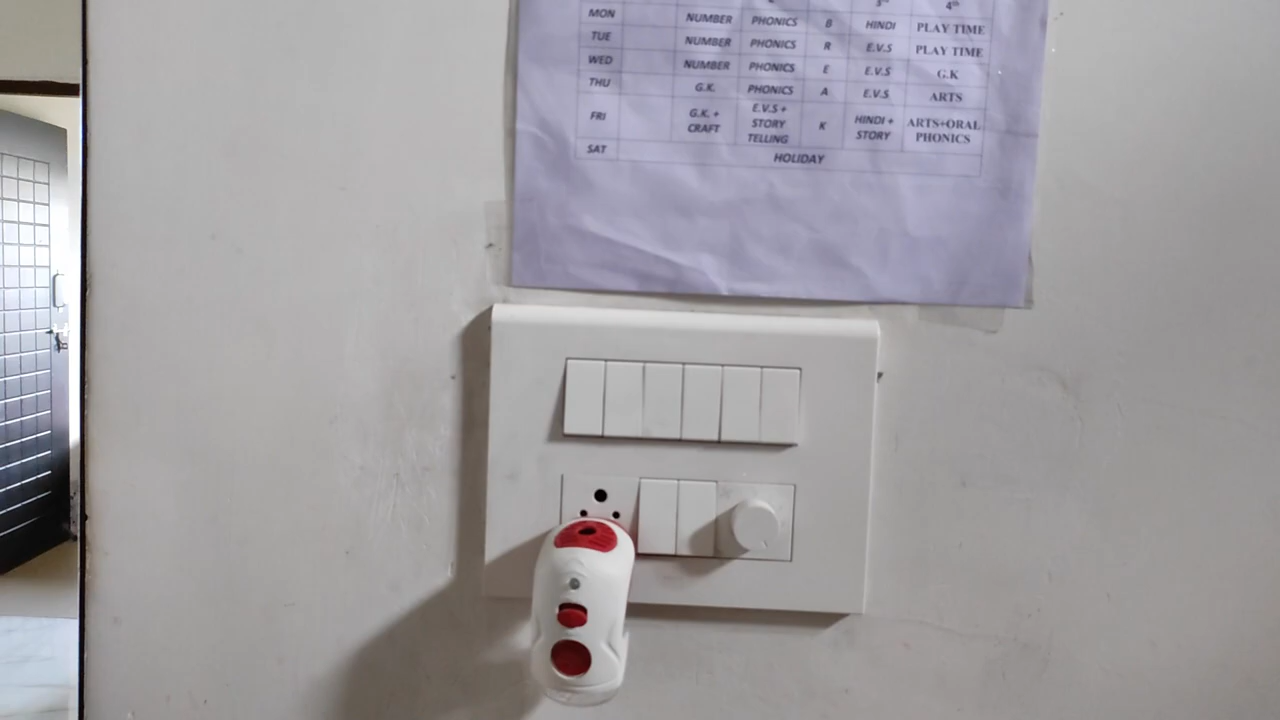 3rd 4th
MON NUMBER PHONICS B HINDI PLAY TIME
TUE NUMBER PHONICS R E.V.S PLAY TIME
WED NUMBER PHONICS E E.V.S G.K
THU G.K. PHONICS A E.V.S ARTS
FRI G.K. + CRAFT E.V.S + STORY TELLING K HINDI + STORY ARTS+ORAL PHONICS
SAT HOLIDAY